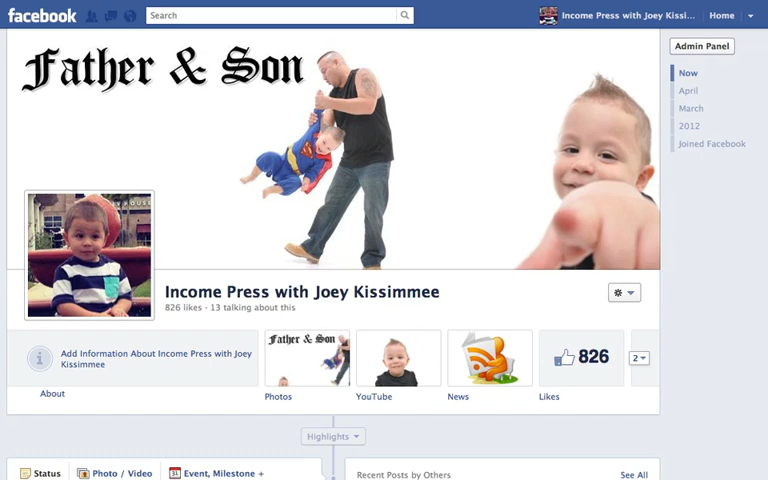 facebook
Search
Income Press with Joey Kissi...
Home
Father & Son
Admin Panel
Now
April
March
2012
Joined Facebook
Income Press with Joey Kissimmee
826 likes · 13 talking about this
Add Information About Income Press with Joey
Kissimmee
About
Father & Son
826
2
Photos
YouTube
News
Likes
Highlights
Status
Photo / Video
31
Event, Milestone +
Recent Posts by Others
See All